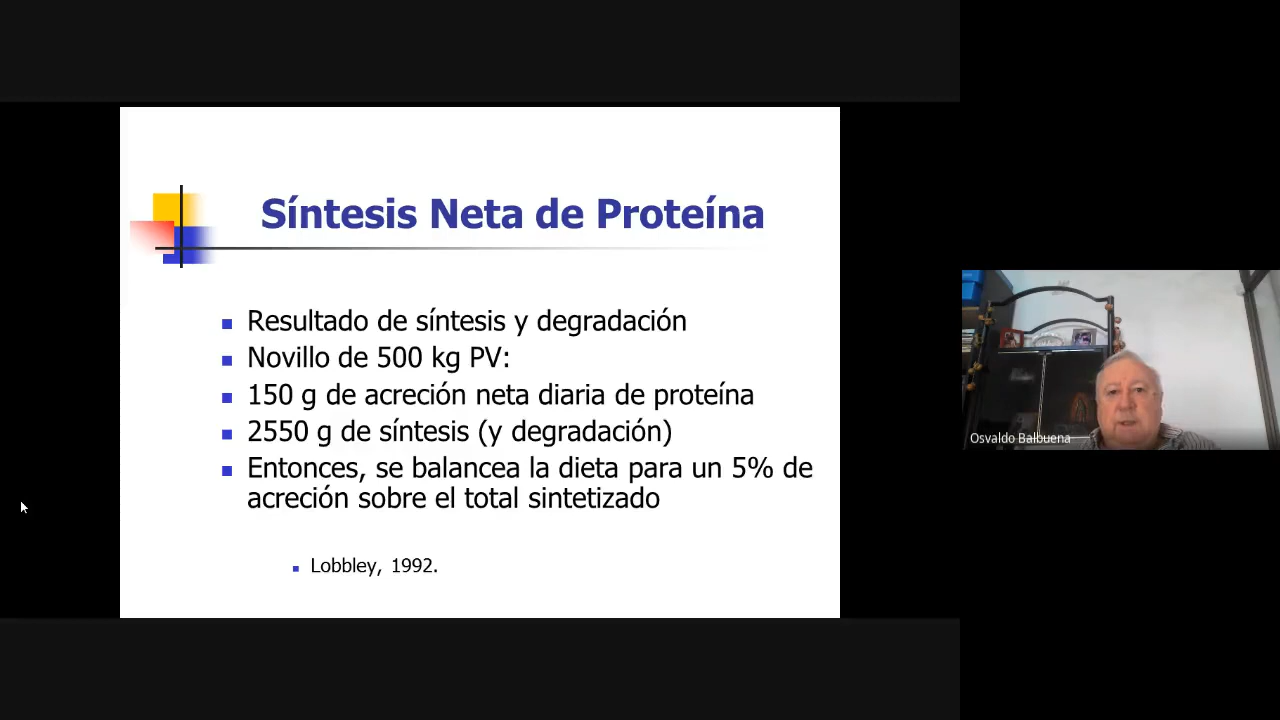 Síntesis Neta de Proteína
Resultado de síntesis y degradación
Novillo de 500 kg PV:
150 g de acreción neta diaria de proteína
2550 g de síntesis (y degradación)
Entonces, se balancea la dieta para un 5% de
acreción sobre el total sintetizado
Lobbley, 1992.
Osvaldo Balbuena